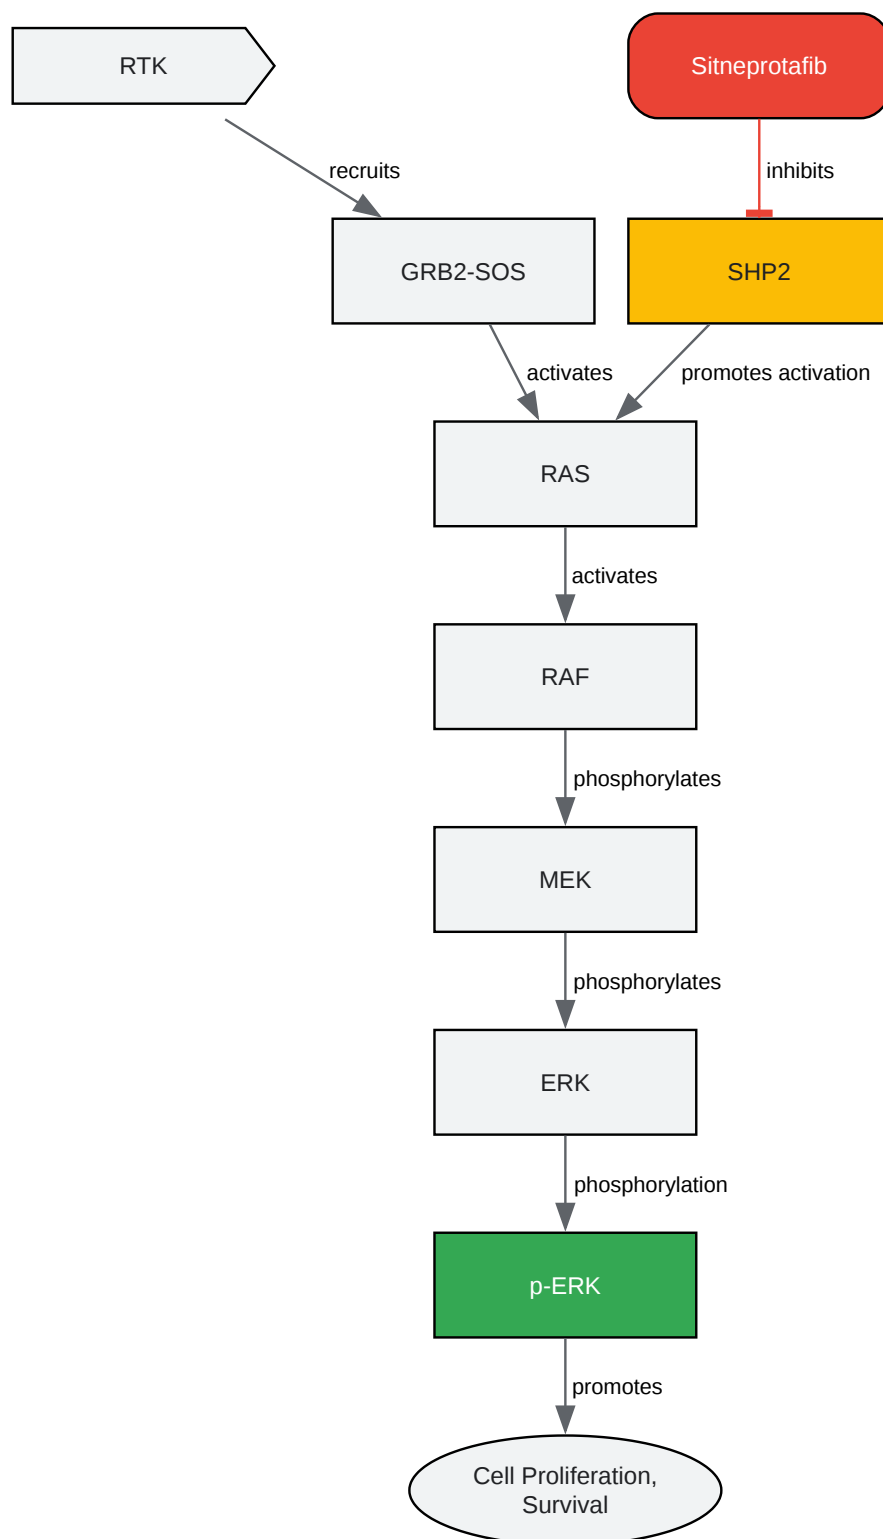 RTK
Sitneprotafib
recruits
inhibits
GRB2-SOS
SHP2
activates
promotes activation
RAS
activates
RAF
phosphorylates
MEK
phosphorylates
ERK
phosphorylation
p-ERK
promotes
Cell Proliferation,
Survival